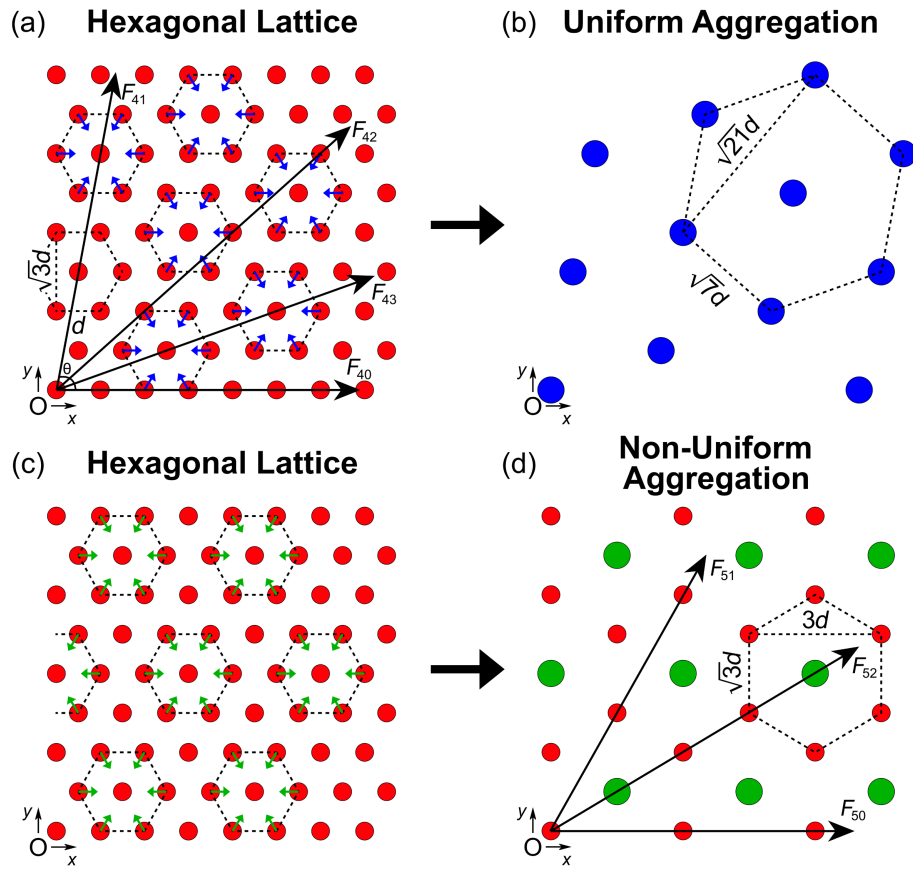 (a) Hexagonal Lattice
F41
F42
√3d
d
F43
θ
F40
y
O
x
(b) Uniform Aggregation
√21d
√7d
y
O
x
(c) Hexagonal Lattice
y
O
x
(d) Non-Uniform
Aggregation
F51
3d
F52
√3d
F50
y
O
x